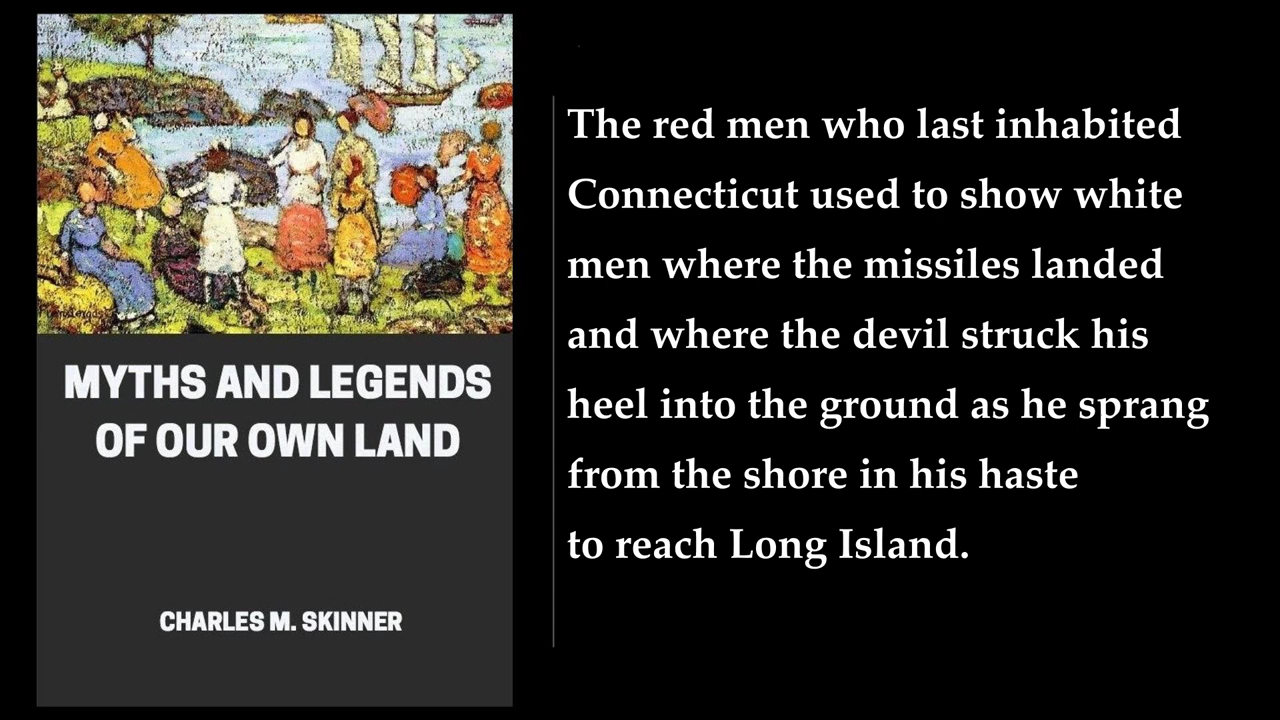 MYTHS AND LEGENDS
OF OUR OWN LAND
CHARLES M. SKINNER
The red men who last inhabited
Connecticut used to show white
men where the missiles landed
and where the devil struck his
heel into the ground as he sprang
from the shore in his haste
to reach Long Island.